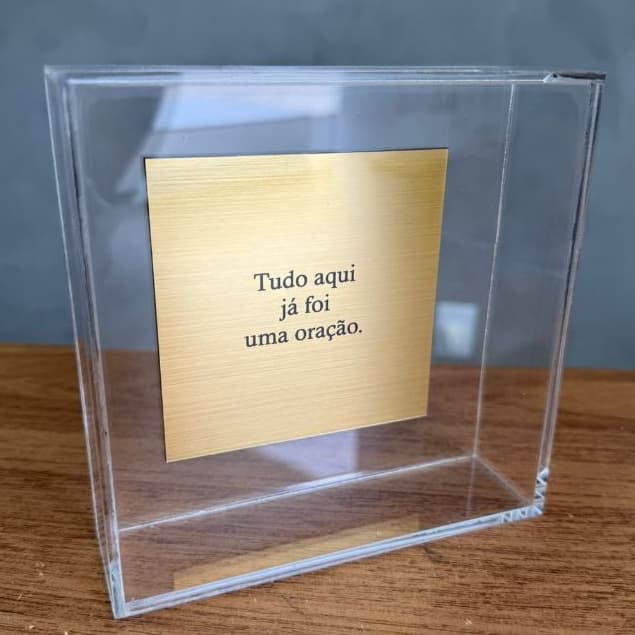 Tudo aqui
já foi
uma oração.